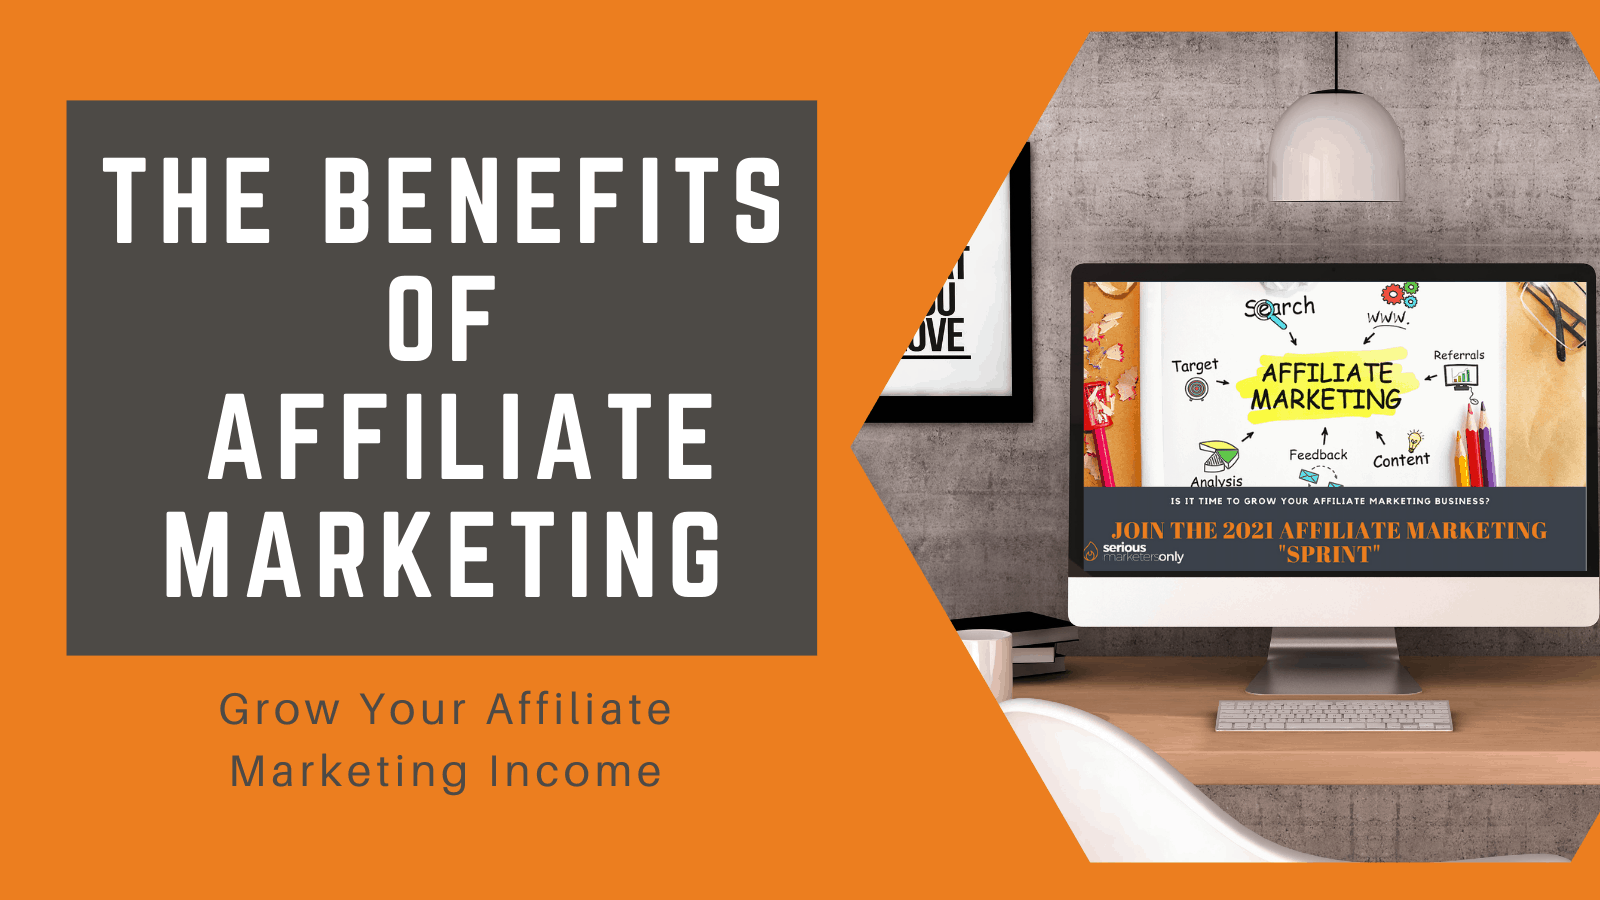 THE BENEFITS
OF
AFFILIATE
MARKETING
Grow Your Affiliate
Marketing Income
OVE
Search
www.
Target
AFFILIATE
MARKETING
Referrals
Feedback
Content
Analysis
IS IT TIME TO GROW YOUR AFFILIATE MARKETING BUSINESS?
JOIN THE 2021 AFFILIATE MARKETING
"SPRINT"
serious
marketersonly